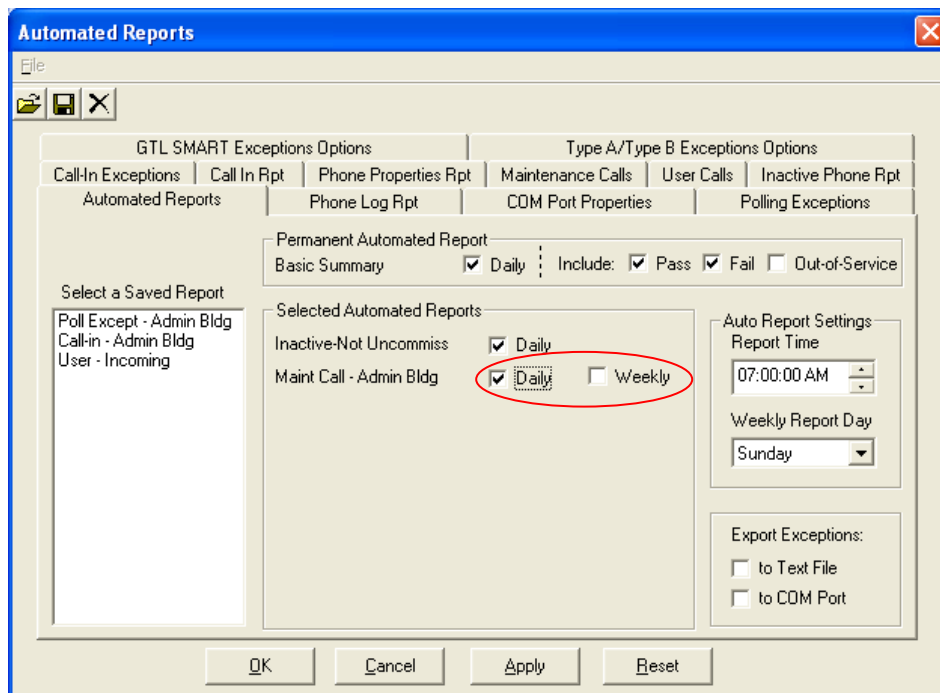 Automated Reports
File
GTL SMART Exceptions Options
Type A/Type B Exceptions Options
Call-In Exceptions
Call In Rpt
Phone Properties Rpt
Maintenance Calls
User Calls
Inactive Phone Rpt
Automated Reports
Phone Log Rpt
COM Port Properties
Polling Exceptions
Permanent Automated Report
Basic Summary
Daily
Include:
Pass
Fail
Out-of-Service
Select a Saved Report
Poll Except - Admin Bldg
Call-in - Admin Bldg
User - Incoming
Selected Automated Reports
Inactive-Not Uncommiss
Daily
Maint Call - Admin Bldg
Daily
Weekly
Auto Report Settings
Report Time
07:00:00 AM
Weekly Report Day
Sunday
Export Exceptions:
to Text File
to COM Port
OK
Cancel
Apply
Reset